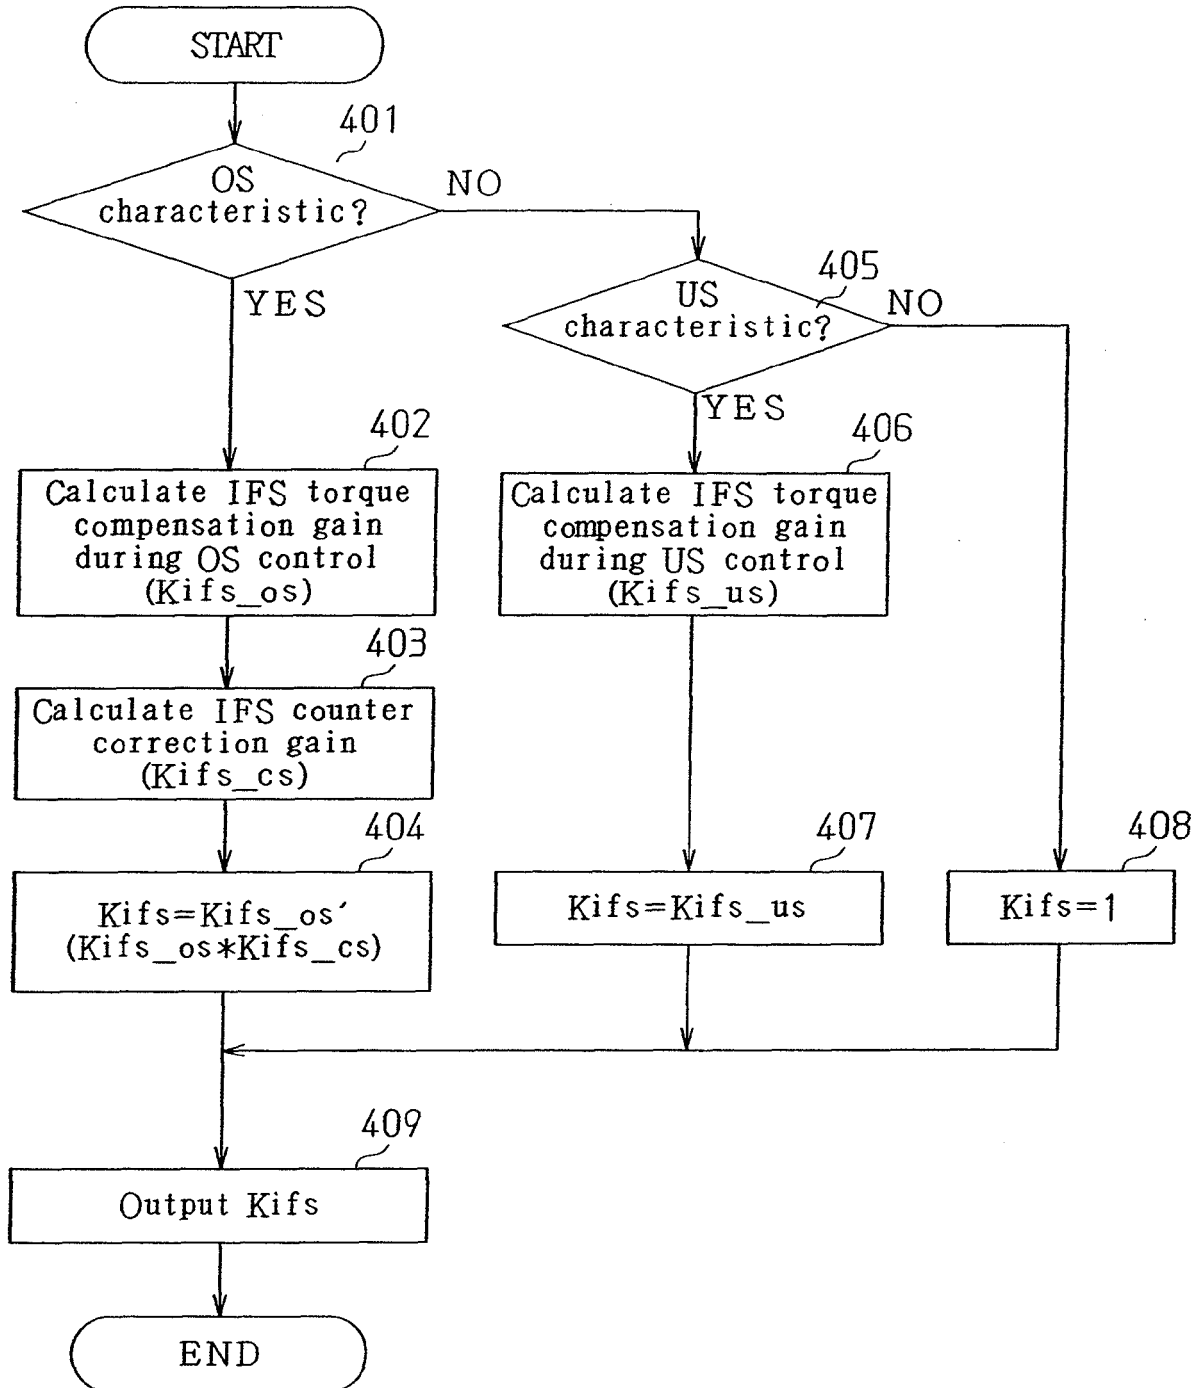 START
401
OS
characteristic?
NO
YES
405
US
characteristic?
NO
YES
402
Calculate IFS torque
compensation gain
during OS control
(Kifs_os)
406
Calculate IFS torque
compensation gain
during US control
(Kifs_us)
403
Calculate IFS counter
correction gain
(Kifs_cs)
404
Kifs=Kifs_os′
(Kifs_os*Kifs_cs)
407
Kifs=Kifs_us
408
Kifs=1
409
Output Kifs
END